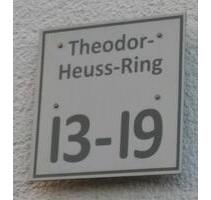 Theodor-
Heuss-Ring
13-19